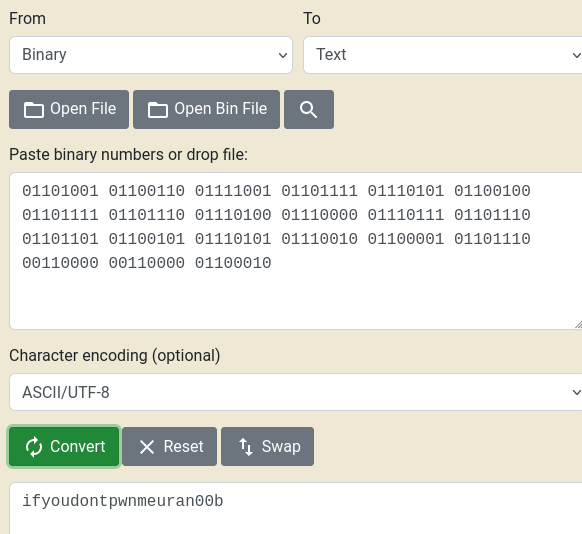 From To
Binary Text
Open File Open Bin File
Paste binary numbers or drop file:
01101001 01100110 01111001 01101111 01110101 01100100
01101111 01101110 01110100 01110000 01110111 01101110
01101101 01100101 01110101 01110010 01100001 01101110
00110000 00110000 01100010
Character encoding (optional)
ASCII/UTF-8
Convert Reset Swap
ifyoudontpwnmeuran00b